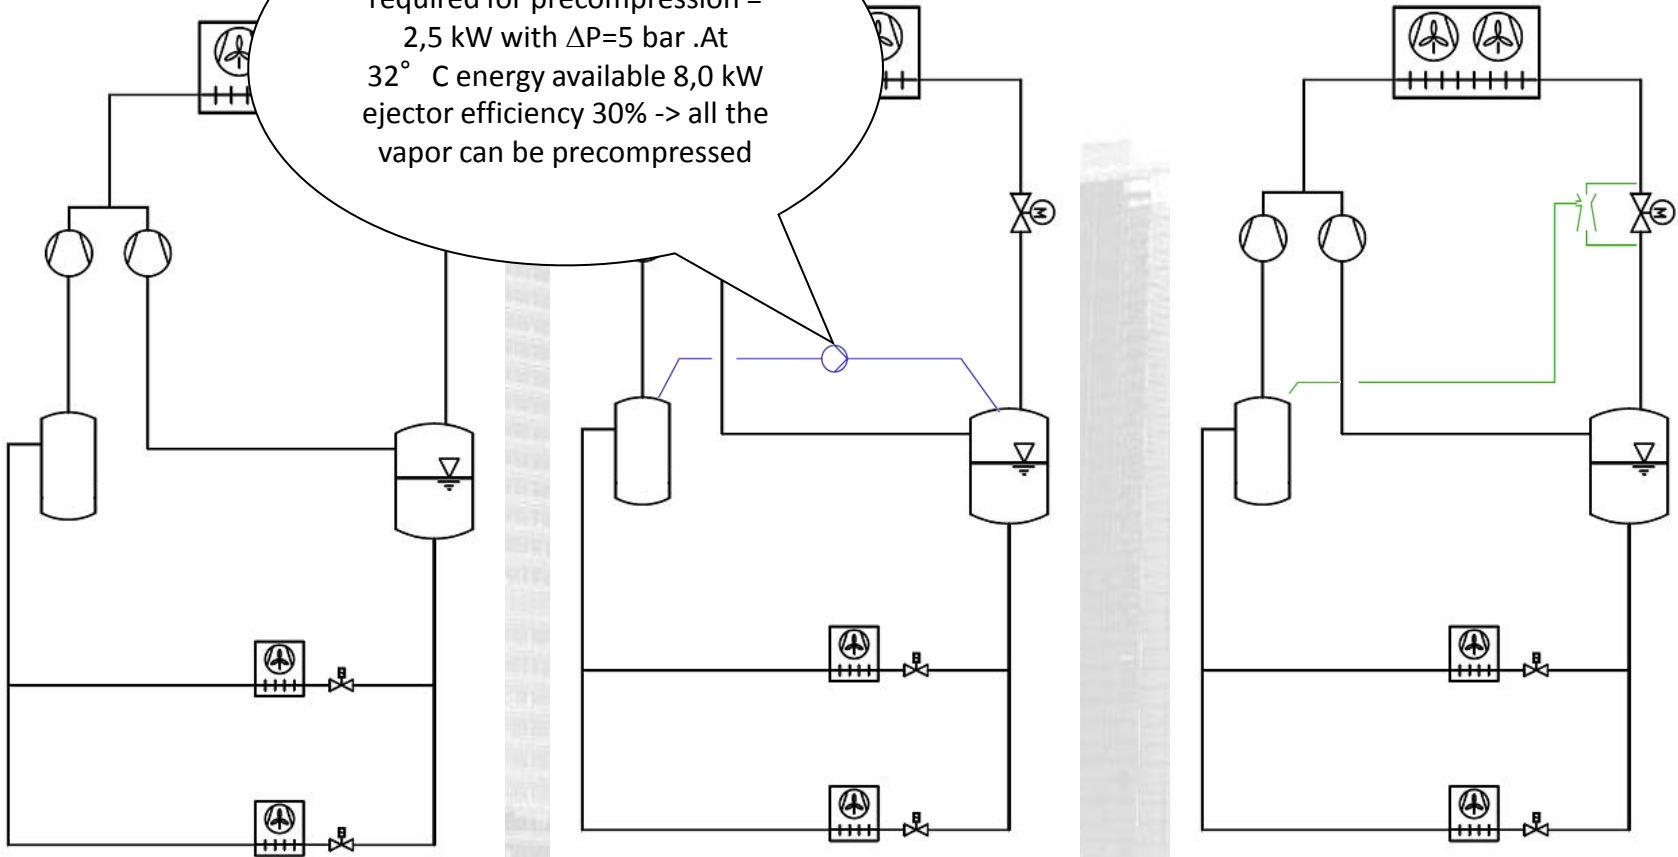 required for precompression =
2,5 kW with ΔP=5 bar .At
32° C energy available 8,0 kW
ejector efficiency 30% -> all the
vapor can be precompressed
M
M